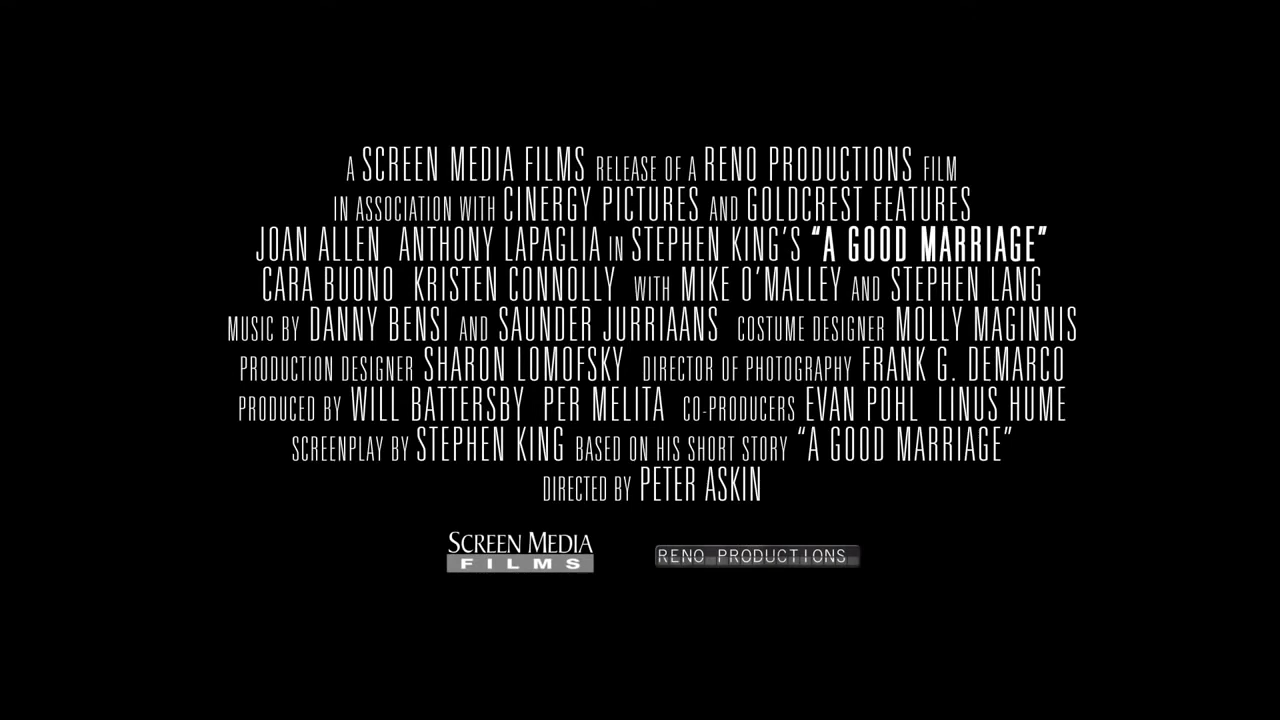 A SCREEN MEDIA FILMS RELEASE OF A RENO PRODUCTIONS FILM
IN ASSOCIATION WITH CINERGY PICTURES AND GOLDCREST FEATURES
JOAN ALLEN ANTHONY LAPAGLIA IN STEPHEN KING'S "A GOOD MARRIAGE"
CARA BUONO KRISTEN CONNOLLY WITH MIKE O'MALLEY AND STEPHEN LANG
MUSIC BY DANNY BENSI AND SAUNDER JURRIAANS COSTUME DESIGNER MOLLY MAGINNIS
PRODUCTION DESIGNER SHARON LOMOFSKY DIRECTOR OF PHOTOGRAPHY FRANK G. DEMARCO
PRODUCED BY WILL BATTERSBY PER MELITA CO-PRODUCERS EVAN POHL LINUS HUME
SCREENPLAY BY STEPHEN KING BASED ON HIS SHORT STORY "A GOOD MARRIAGE"
DIRECTED BY PETER ASKIN
SCREEN MEDIA
FILMS
RENO PRODUCTIONS